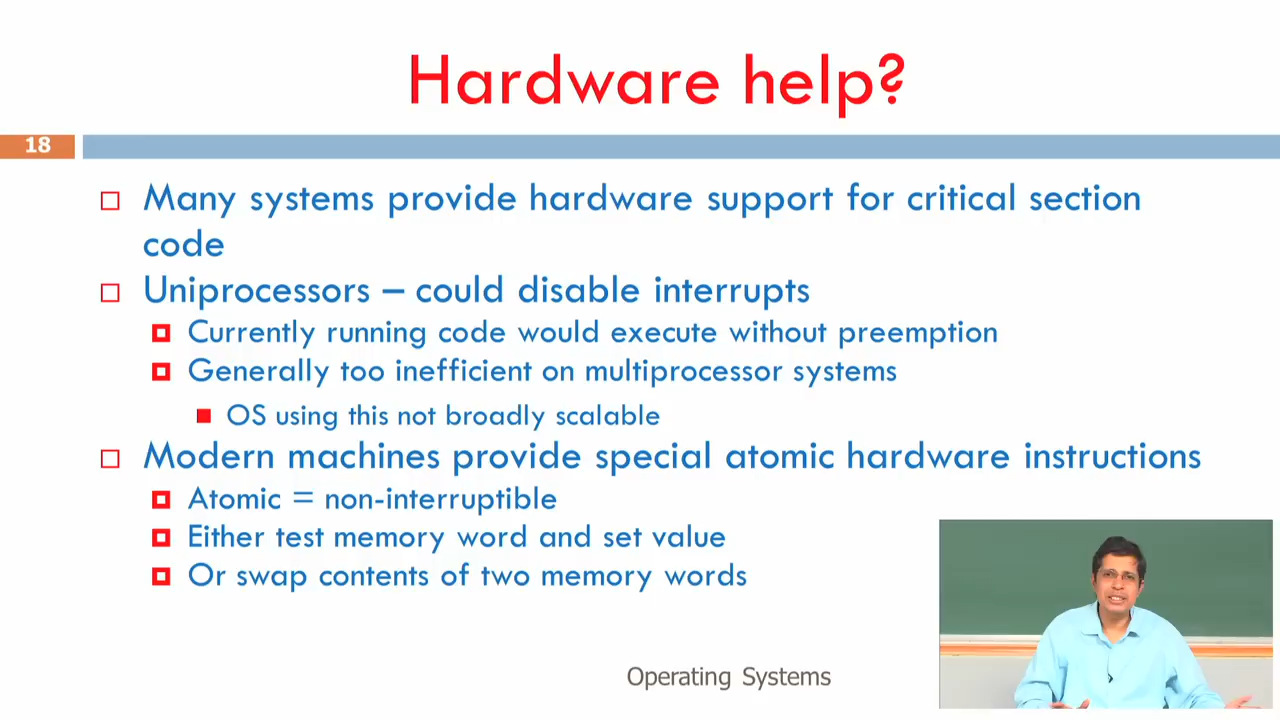 Hardware help?
18
Many systems provide hardware support for critical section
code
Uniprocessors – could disable interrupts
Currently running code would execute without preemption
Generally too inefficient on multiprocessor systems
OS using this not broadly scalable
Modern machines provide special atomic hardware instructions
Atomic = non-interruptible
Either test memory word and set value
Or swap contents of two memory words
Operating Systems